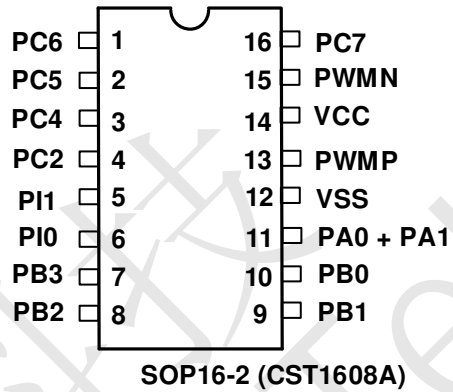 PC6 1 16 PC7
PC5 2 15 PWMN
PC4 3 14 VCC
PC2 4 13 PWMP
PI1 5 12 VSS
PI0 6 11 PA0 + PA1
PB3 7 10 PB0
PB2 8 9 PB1
SOP16-2 (CST1608A)